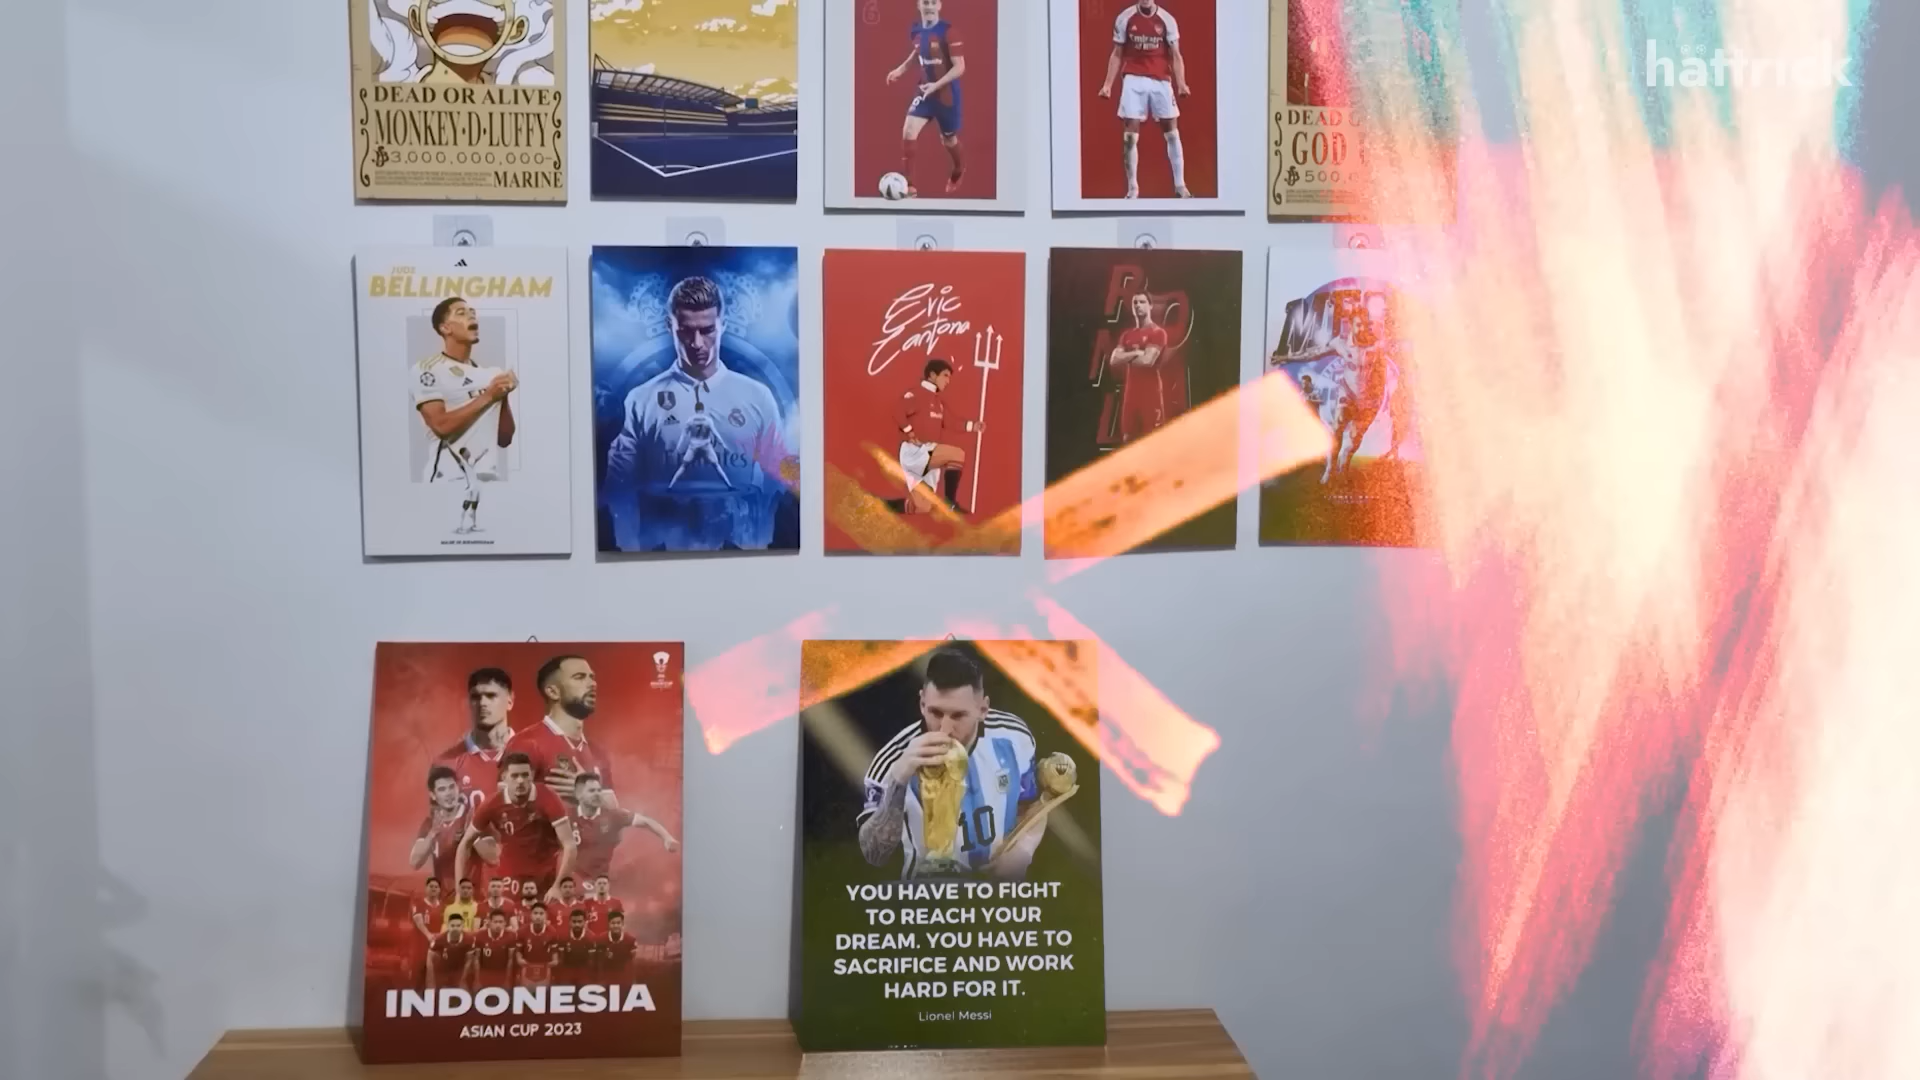 hattrick
DEAD OR ALIVE
MONKEY·D·LUFFY
3,000,000,000-
MARINE
DEAD
GOD
500,
JUDE
BELLINGHAM
Eric
Cantona
INDONESIA
ASIAN CUP 2023
10
YOU HAVE TO FIGHT
TO REACH YOUR
DREAM. YOU HAVE TO
SACRIFICE AND WORK
HARD FOR IT.
Lionel Messi